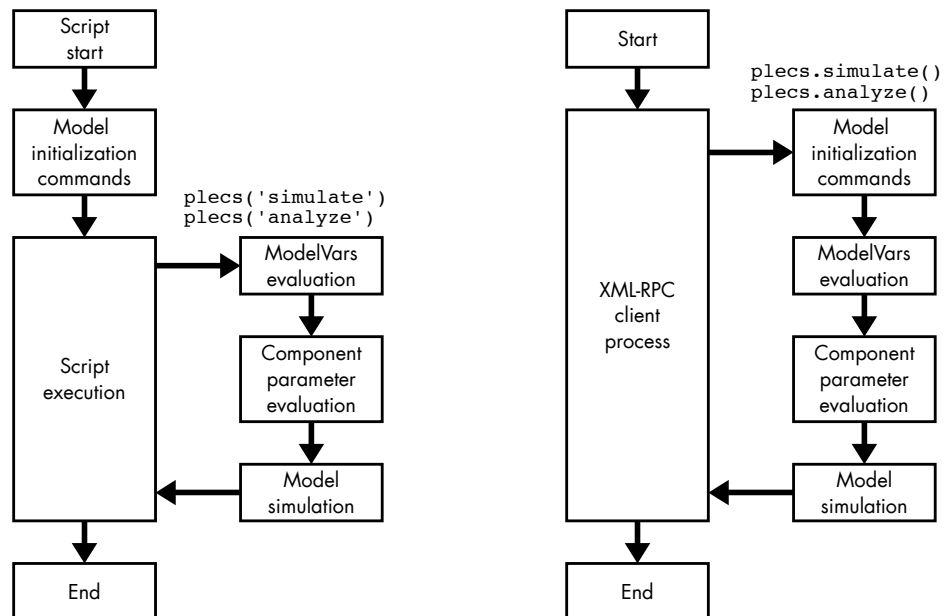 Script
start
Model
initialization
commands
plecs('simulate')
plecs('analyze')
Script
execution
ModelVars
evaluation
Component
parameter
evaluation
Model
simulation
End
Start
plecs.simulate()
plecs.analyze()
XML-RPC
client
process
Model
initialization
commands
ModelVars
evaluation
Component
parameter
evaluation
Model
simulation
End